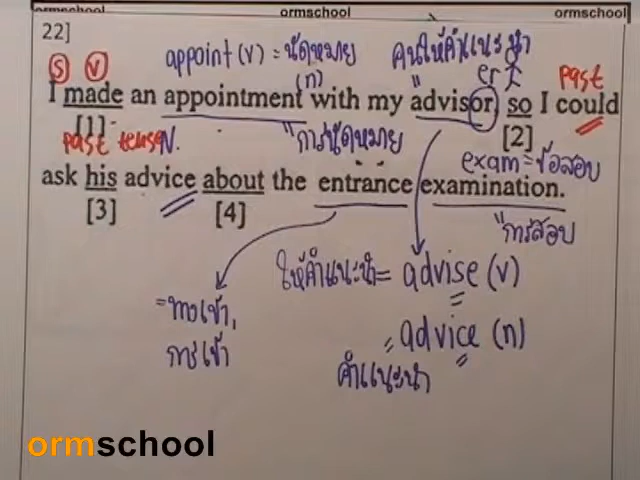 ormschool ormschool ormschool
22]
appoint (v) = นัดหมาย คนให้คำแนะนำ
S V (n) er past
I made an appointment with my advisor, so I could
[1] [2]
past tense N. "การนัดหมาย exam = ข้อสอบ
ask his advice about the entrance examination.
[3] [4] "การสอบ
ให้คำแนะนำ = advise (v)
= ทางเข้า,
การเข้า
advice (n)
คำแนะนำ
ormschool